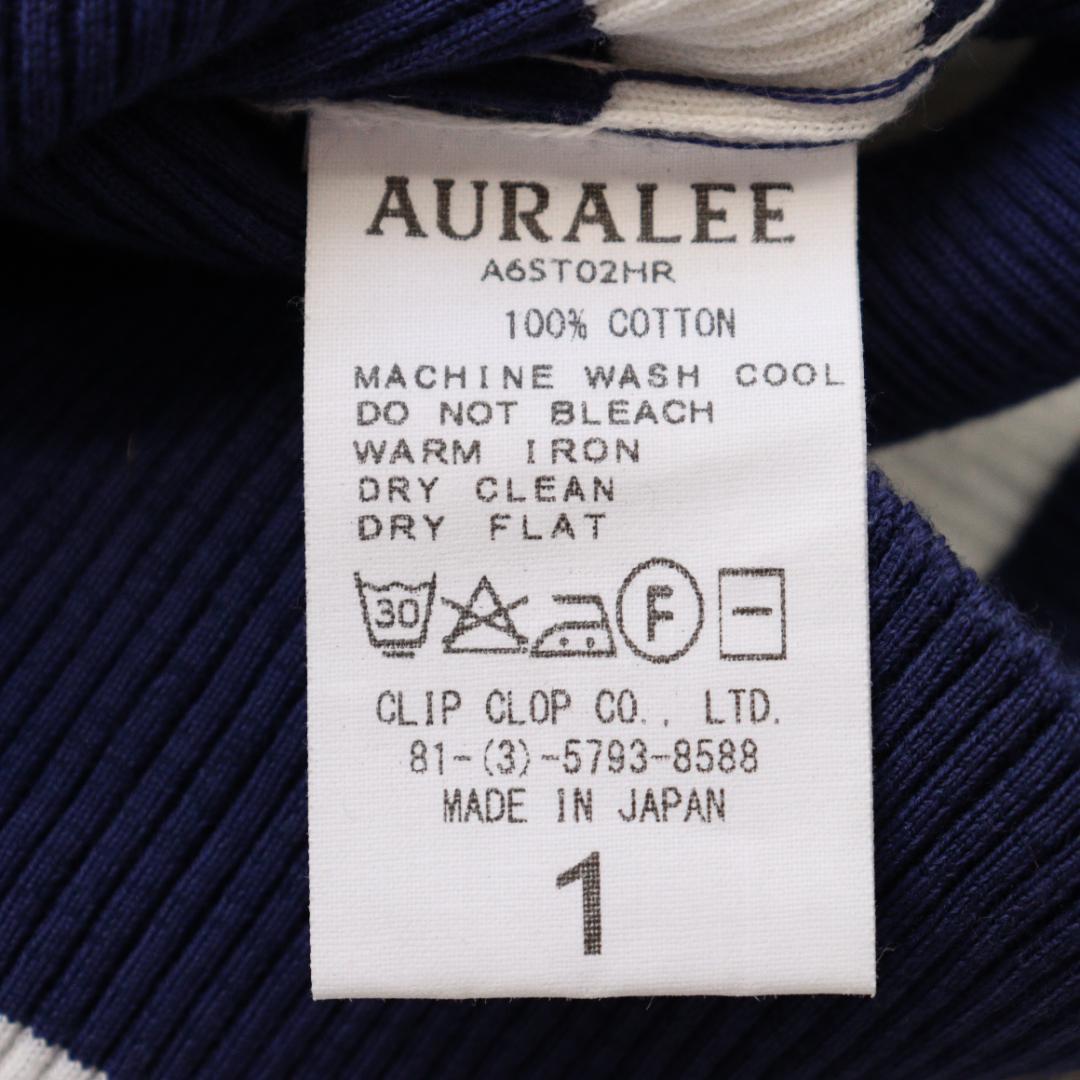 AURALEE
A6ST02HR
100% COTTON
MACHINE WASH COOL
DO NOT BLEACH
WARM IRON
DRY CLEAN
DRY FLAT
30 F
CLIP CLOP CO., LTD.
81-(3)-5793-8588
MADE IN JAPAN
1